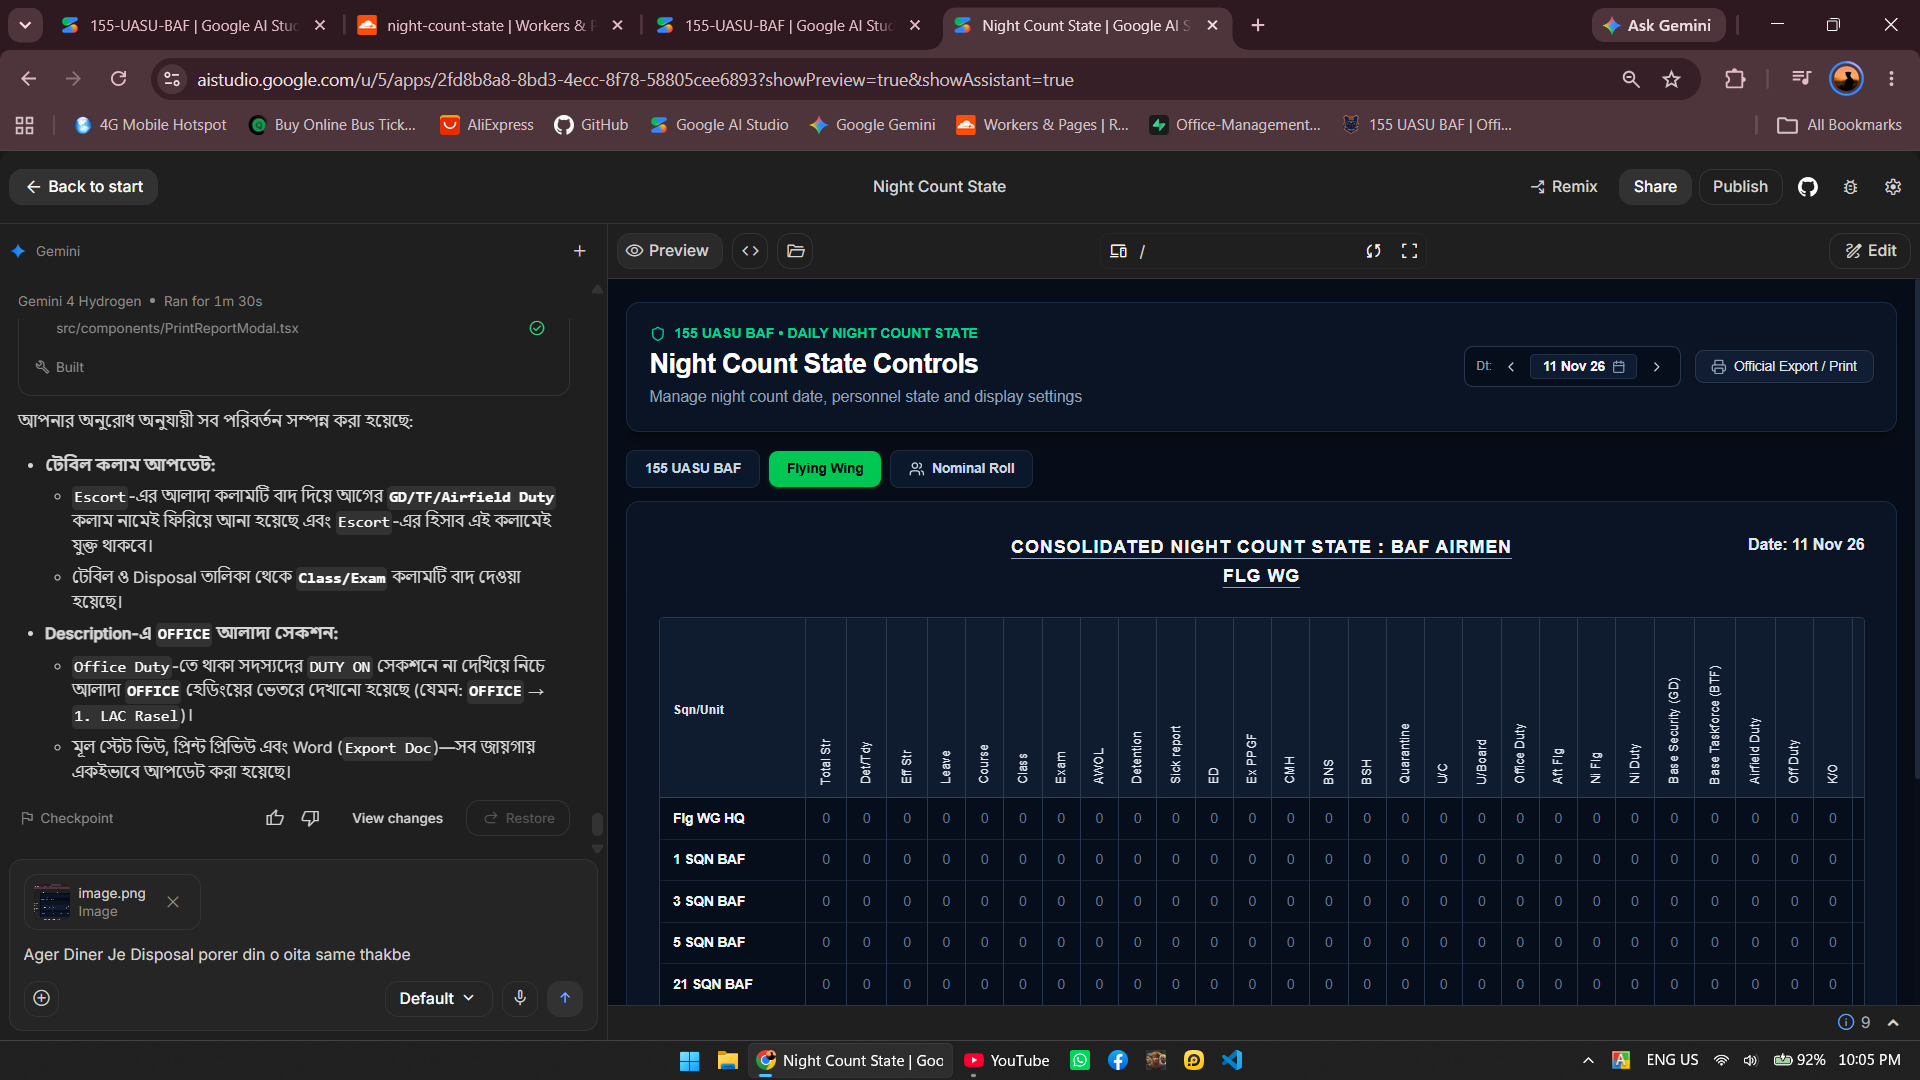 155-UASU-BAF | Google AI Stuc
night-count-state | Workers & P
155-UASU-BAF | Google AI Stuc
Night Count State | Google AI S
Ask Gemini
aistudio.google.com/u/5/apps/2fd8b8a8-8bd3-4ecc-8f78-58805cee6893?showPreview=true&showAssistant=true
4G Mobile Hotspot
Buy Online Bus Tick...
AliExpress
GitHub
Google AI Studio
Google Gemini
Workers & Pages | R...
Office-Management...
155 UASU BAF | Offi...
All Bookmarks
Back to start
Night Count State
Remix
Share
Publish
Gemini
Preview
/
Edit
Gemini 4 Hydrogen • Ran for 1m 30s
src/components/PrintReportModal.tsx
Built
আপনার অনুরোধ অনুযায়ী সব পরিবর্তন সম্পন্ন করা হয়েছে:
• টেবিল কলাম আপডেট:
Escort-এর আলাদা কলামটি বাদ দিয়ে আগের GD/TF/Airfield Duty
কলাম নামেই ফিরিয়ে আনা হয়েছে এবং Escort-এর হিসাব এই কলামেই
যুক্ত থাকবে।
টেবিল ও Disposal তালিকা থেকে Class/Exam কলামটি বাদ দেওয়া
হয়েছে।
• Description-এ OFFICE আলাদা সেকশন:
Office Duty-তে থাকা সদস্যদের DUTY ON সেকশনে না দেখিয়ে নিচে
আলাদা OFFICE হেডিংয়ের ভেতরে দেখানো হয়েছে (যেমন: OFFICE →
1. LAC Rasel)।
মূল স্টেট ভিউ, প্রিন্ট প্রিভিউ এবং Word (Export Doc)—সব জায়গায়
একইভাবে আপডেট করা হয়েছে।
Checkpoint
View changes
Restore
image.png
Image
Ager Diner Je Disposal porer din o oita same thakbe
Default
155 UASU BAF • DAILY NIGHT COUNT STATE
Night Count State Controls
Manage night count date, personnel state and display settings
Dt:
11 Nov 26
Official Export / Print
155 UASU BAF
Flying Wing
Nominal Roll
CONSOLIDATED NIGHT COUNT STATE : BAF AIRMEN
FLG WG
Date: 11 Nov 26
Sqn/Unit
Total Str
Det/Tdy
Eff Str
Leave
Course
Class
Exam
AWOL
Detention
Sick report
ED
Ex PPGF
CMH
BNS
BSH
Quarantine
U/C
U/Board
Office Duty
Aft Flg
Ni Flg
Ni Duty
Base Security (GD)
Base Taskforce (BTF)
Airfield Duty
Off Duty
K/O
Flg WG HQ 0 0 0 0 0 0 0 0 0 0 0 0 0 0 0 0 0 0 0 0 0 0 0 0 0 0 0
1 SQN BAF 0 0 0 0 0 0 0 0 0 0 0 0 0 0 0 0 0 0 0 0 0 0 0 0 0 0 0
3 SQN BAF 0 0 0 0 0 0 0 0 0 0 0 0 0 0 0 0 0 0 0 0 0 0 0 0 0 0 0
5 SQN BAF 0 0 0 0 0 0 0 0 0 0 0 0 0 0 0 0 0 0 0 0 0 0 0 0 0 0 0
21 SQN BAF 0 0 0 0 0 0 0 0 0 0 0 0 0 0 0 0 0 0 0 0 0 0 0 0 0 0 0
9
Night Count State | Goo
YouTube
ENG US
92%
10:05 PM